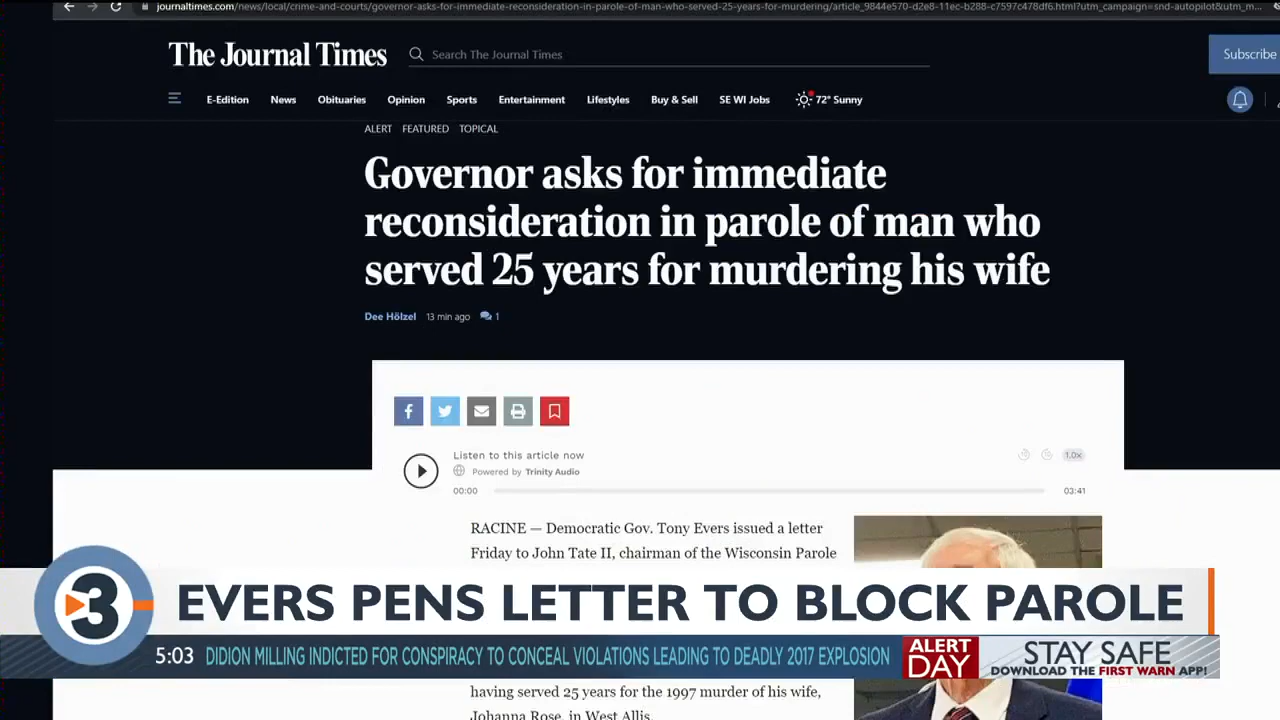 journaltimes.com/news/local/crime-and-courts/governor-asks-for-immediate-reconsideration-in-parole-of-man-who-served-25-years-for-murdering/article_9844e570-d2e8-11ec-b288-c7597c478df6.html?utm_campaign=snd-autopilot&utm_m...
The Journal Times
Search The Journal Times
Subscribe
E-Edition News Obituaries Opinion Sports Entertainment Lifestyles Buy & Sell SE WI Jobs 72° Sunny
ALERT FEATURED TOPICAL
Governor asks for immediate
reconsideration in parole of man who
served 25 years for murdering his wife
Dee Hölzel 13 min ago 1
Listen to this article now
Powered by Trinity Audio
1.0x
00:00 03:41
RACINE — Democratic Gov. Tony Evers issued a letter
Friday to John Tate II, chairman of the Wisconsin Parole
3 EVERS PENS LETTER TO BLOCK PAROLE
5:03 DIDION MILLING INDICTED FOR CONSPIRACY TO CONCEAL VIOLATIONS LEADING TO DEADLY 2017 EXPLOSION
ALERT
DAY
STAY SAFE
DOWNLOAD THE FIRST WARN APP!
having served 25 years for the 1997 murder of his wife,
Johanna Rose, in West Allis.